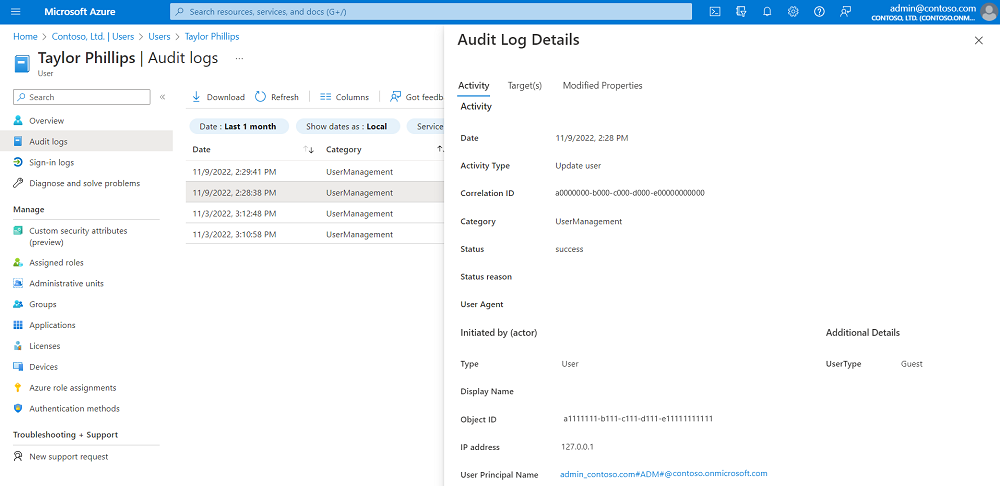 Microsoft Azure
Search resources, services, and docs (G+/)
admin@contoso.com
CONTOSO, LTD. (CONTOSO.ONM...
Home > Contoso, Ltd. | Users > Users > Taylor Phillips
Taylor Phillips | Audit logs ...
User
Search
«
Overview
Audit logs
Sign-in logs
Diagnose and solve problems
Manage
Custom security attributes
(preview)
Assigned roles
Administrative units
Groups
Applications
Licenses
Devices
Azure role assignments
Authentication methods
Troubleshooting + Support
New support request
Download Refresh Columns Got feedb
Date : Last 1 month Show dates as : Local Service
Date Category
11/9/2022, 2:29:41 PM UserManagement
11/9/2022, 2:28:38 PM UserManagement
11/3/2022, 3:12:48 PM UserManagement
11/3/2022, 3:10:58 PM UserManagement
Audit Log Details
Activity Target(s) Modified Properties
Activity
Date 11/9/2022, 2:28 PM
Activity Type Update user
Correlation ID a0000000-b000-c000-d000-e00000000000
Category UserManagement
Status success
Status reason
User Agent
Initiated by (actor) Additional Details
Type User UserType Guest
Display Name
Object ID a1111111-b111-c111-d111-e11111111111
IP address 127.0.0.1
User Principal Name admin_contoso.com#ADM#@contoso.onmicrosoft.com